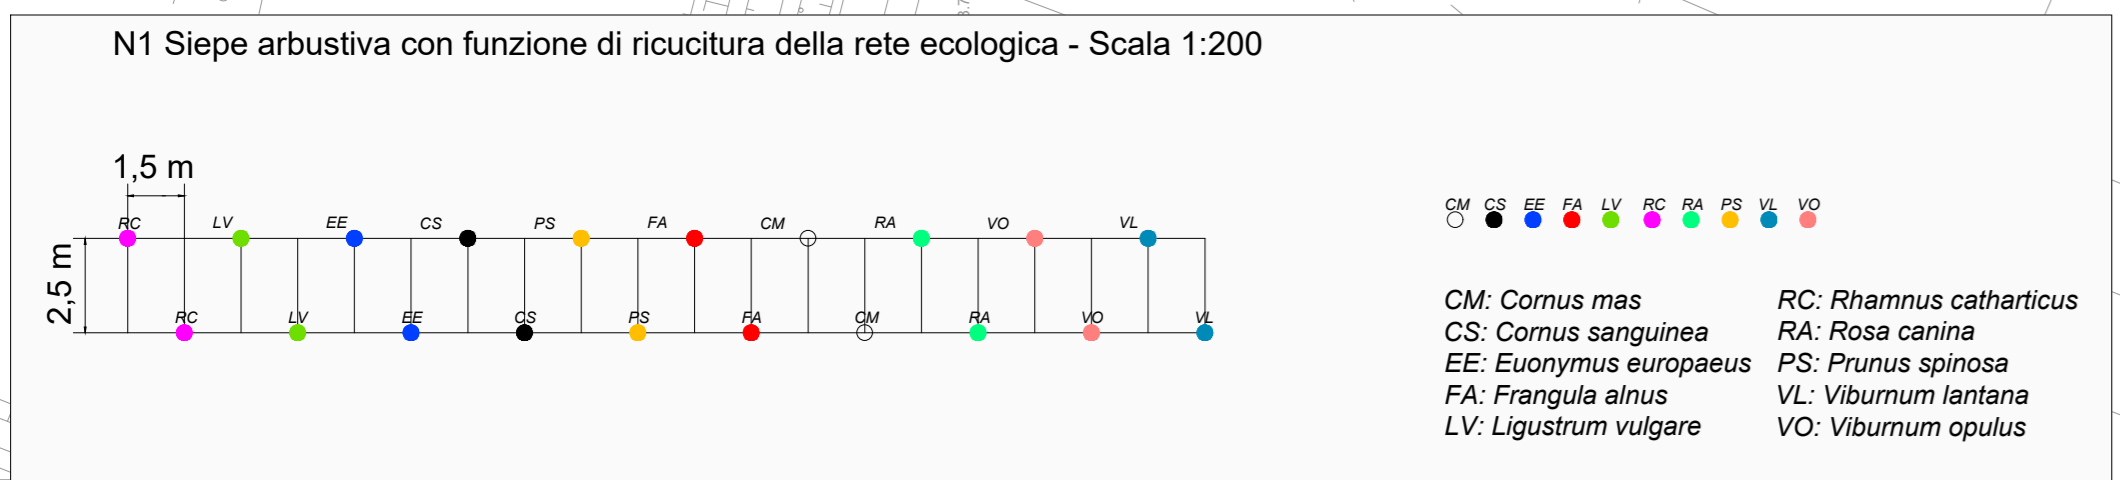 N1 Siepe arbustiva con funzione di ricucitura della rete ecologica - Scala 1:200
1,5 m
2,5 m
RC LV EE CS PS FA CM RA VO VL
RC LV EE CS PS FA CM RA VO VL
CM CS EE FA LV RC RA PS VL VO
CM: Cornus mas
CS: Cornus sanguinea
EE: Euonymus europaeus
FA: Frangula alnus
LV: Ligustrum vulgare
RC: Rhamnus catharticus
RA: Rosa canina
PS: Prunus spinosa
VL: Viburnum lantana
VO: Viburnum opulus